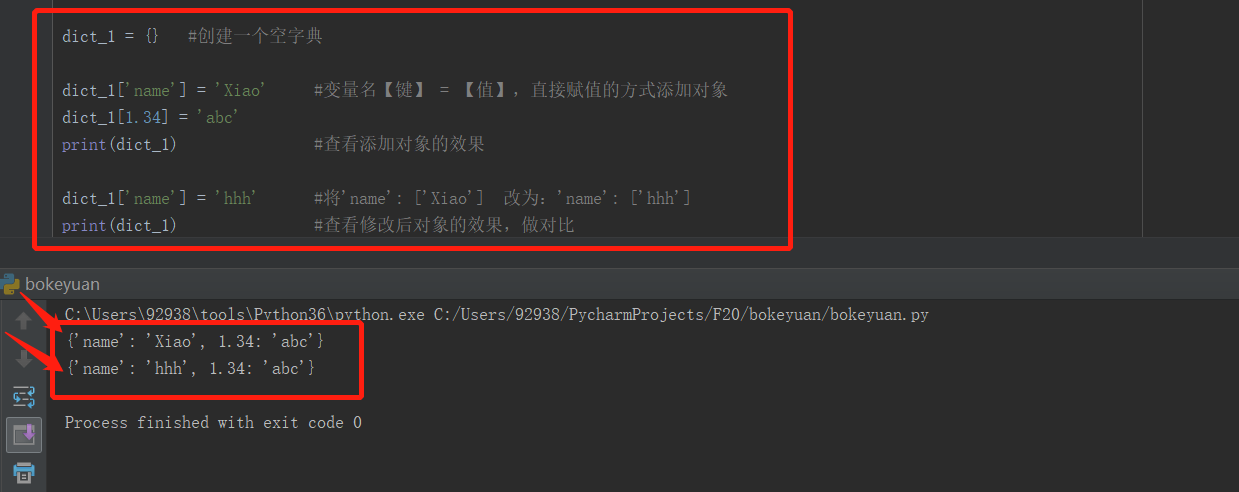 dict_1 = {} #创建一个空字典
dict_1['name'] = 'Xiao' #变量名【键】 = 【值】，直接赋值的方式添加对象
dict_1[1.34] = 'abc'
print(dict_1) #查看添加对象的效果
dict_1['name'] = 'hhh' #将'name': ['Xiao'] 改为: 'name': ['hhh']
print(dict_1) #查看修改后对象的效果，做对比
bokeyuan
C:\Users\92938\tools\Python36\python.exe C:/Users/92938/PycharmProjects/F20/bokeyuan/bokeyuan.py
{'name': 'Xiao', 1.34: 'abc'}
{'name': 'hhh', 1.34: 'abc'}
Process finished with exit code 0